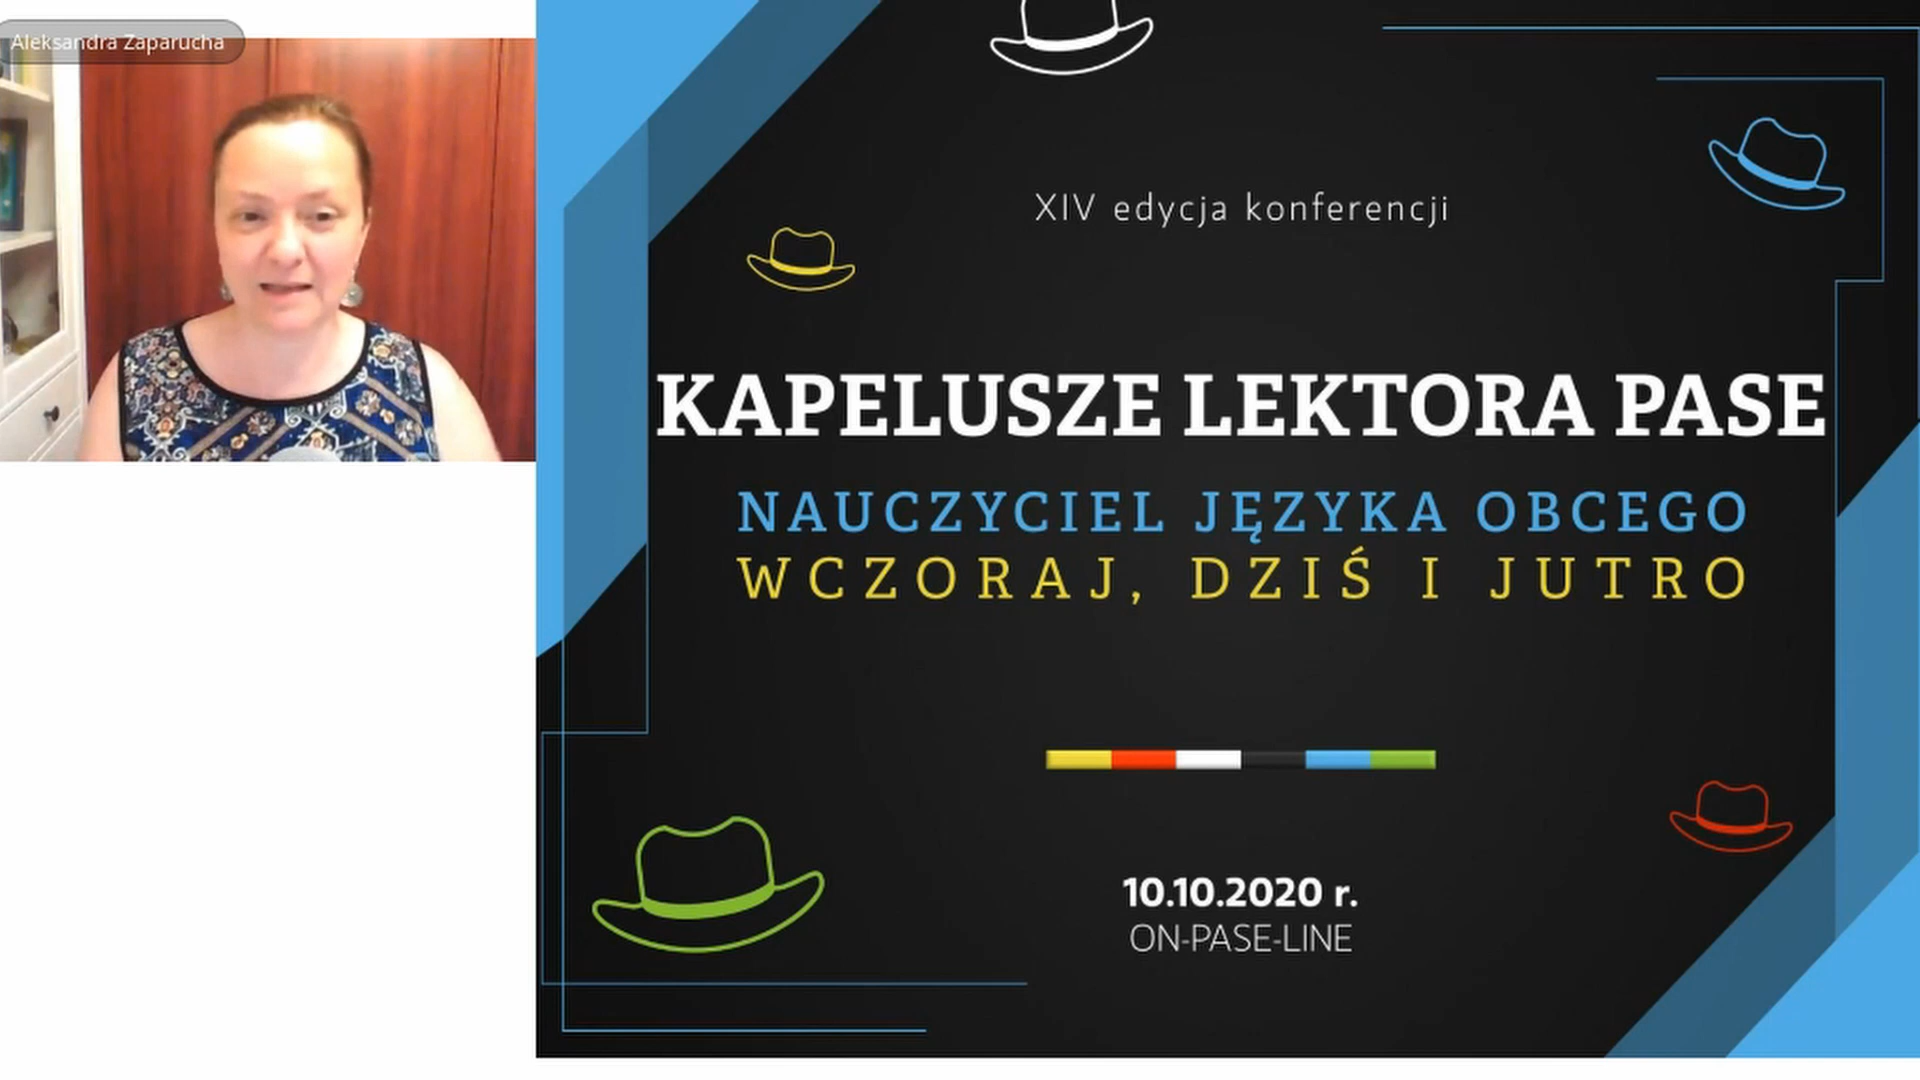 Aleksandra Zaparucha
XIV edycja konferencji
KAPELUSZE LEKTORA PASE
NAUCZYCIEL JĘZYKA OBCEGO
WCZORAJ, DZIŚ I JUTRO
10.10.2020 r.
ON-PASE-LINE